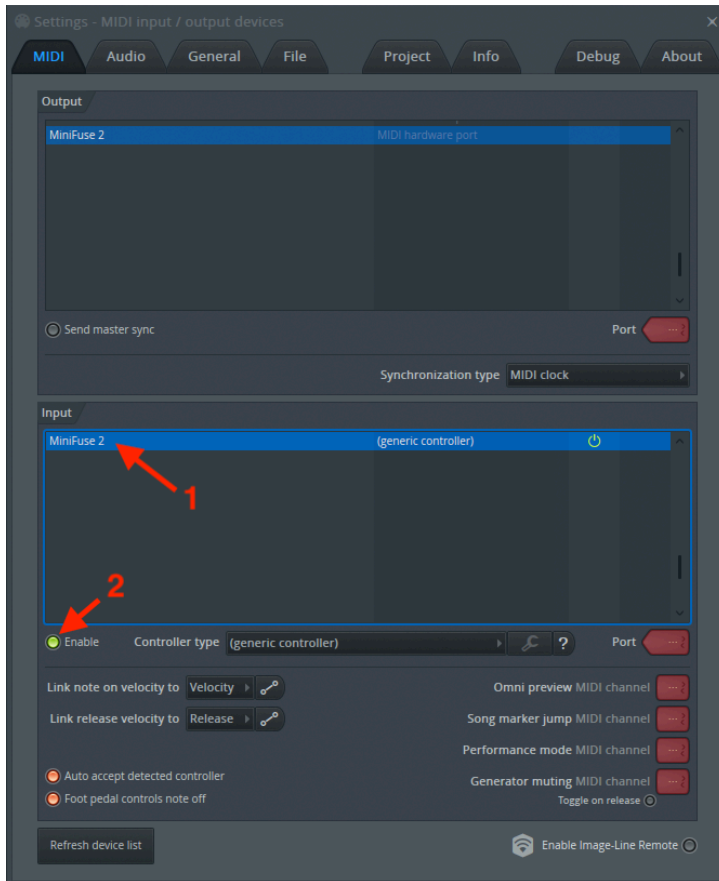 Settings - MIDI input / output devices
MIDI Audio General File Project Info Debug About
Output
MiniFuse 2 MIDI hardware port
Send master sync Port ---
Synchronization type MIDI clock
Input
MiniFuse 2 (generic controller)
1
2
Enable Controller type (generic controller) ? Port ---
Link note on velocity to Velocity Omni preview MIDI channel ---
Link release velocity to Release Song marker jump MIDI channel ---
Performance mode MIDI channel ---
Auto accept detected controller Generator muting MIDI channel ---
Foot pedal controls note off Toggle on release
Refresh device list Enable Image-Line Remote